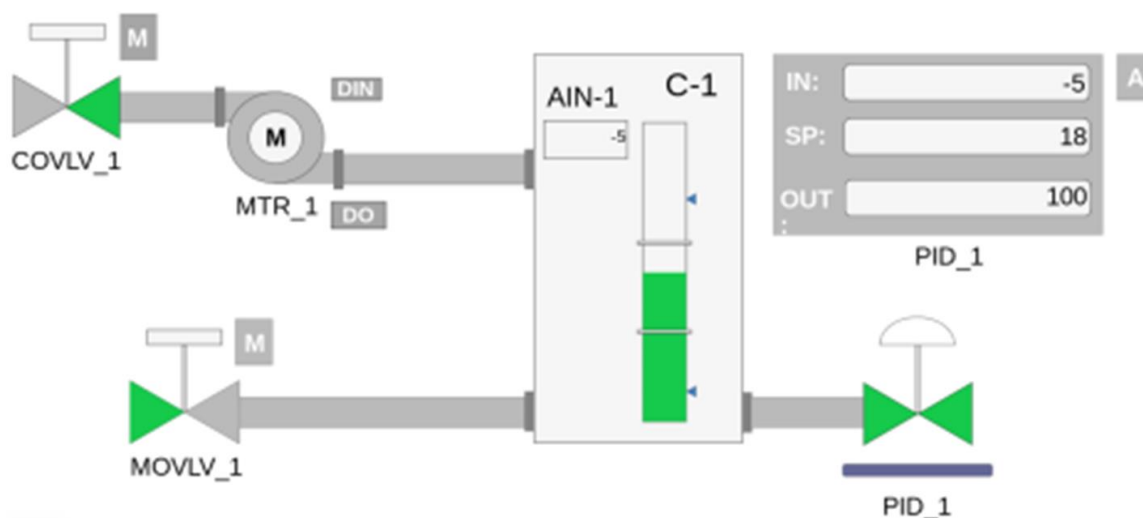 M
COVLV_1
M
MTR_1
DIN
DO
AIN-1
-5
C-1
IN:
-5
SP:
18
OUT
:
100
PID_1
A
M
MOVLV_1
PID_1